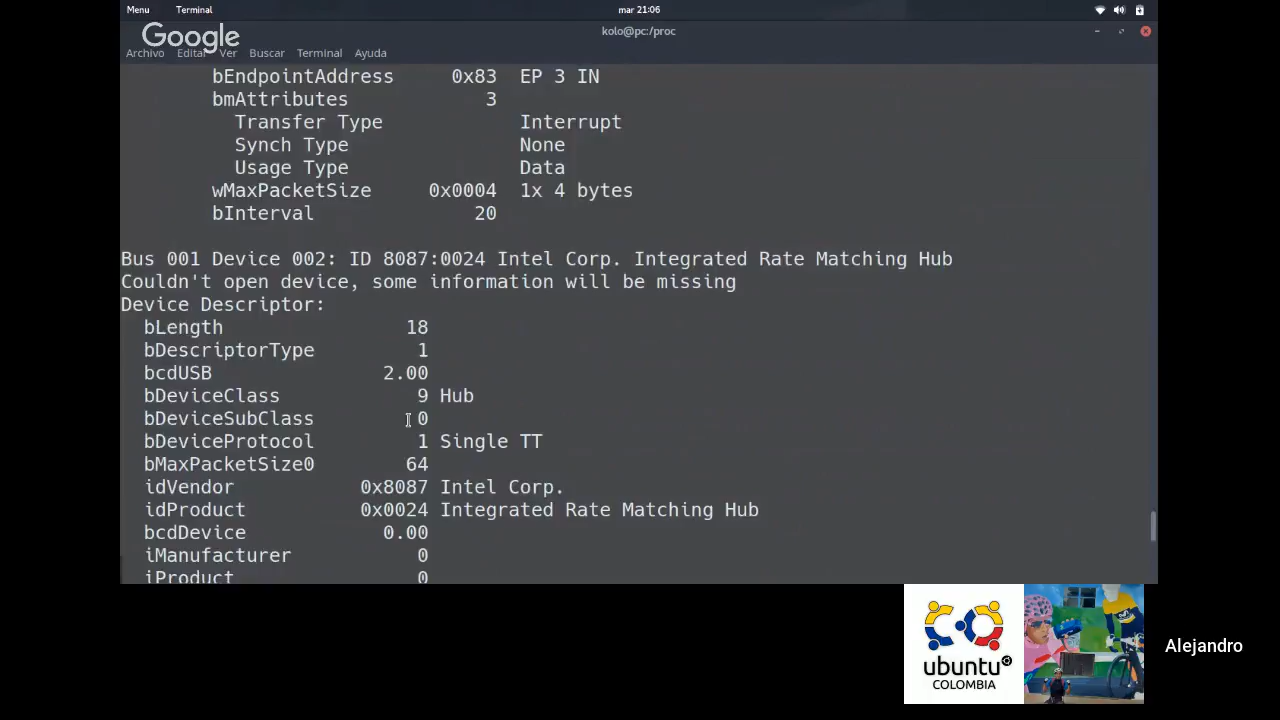 Menu Terminal mar 21:06
Google
kolo@pc:/proc
Archivo Editar Ver Buscar Terminal Ayuda
bEndpointAddress 0x83 EP 3 IN
bmAttributes 3
Transfer Type Interrupt
Synch Type None
Usage Type Data
wMaxPacketSize 0x0004 1x 4 bytes
bInterval 20
Bus 001 Device 002: ID 8087:0024 Intel Corp. Integrated Rate Matching Hub
Couldn't open device, some information will be missing
Device Descriptor:
bLength 18
bDescriptorType 1
bcdUSB 2.00
bDeviceClass 9 Hub
bDeviceSubClass 0
bDeviceProtocol 1 Single TT
bMaxPacketSize0 64
idVendor 0x8087 Intel Corp.
idProduct 0x0024 Integrated Rate Matching Hub
bcdDevice 0.00
iManufacturer 0
iProduct 0
ubuntu
COLOMBIA
Alejandro